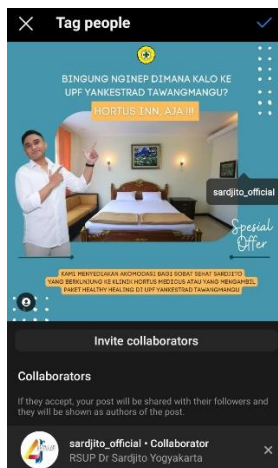 Tag people
BINGUNG NGINEP DIMANA KALO KE
UPF YANKESTRAD TAWANGMANGU?
HORTUS INN, AJA !!!
sardjito_official
Spesial
Offer
KAMI MENYEDIAKAN AKOMODASI BAGI SOBAT SEHAT SARDJITO
YANG BERKUNJUNG KE KLINIK HORTUS MEDICUS ATAU YANG MENGAMBIL
PAKET HEALTHY HEALING DI UPF YANKESTRAD TAWANGMANGU
Invite collaborators
Collaborators
If they accept, your post will be shared with their followers and
they will be shown as authors of the post.
sardjito_official • Collaborator
RSUP Dr Sardjito Yogyakarta